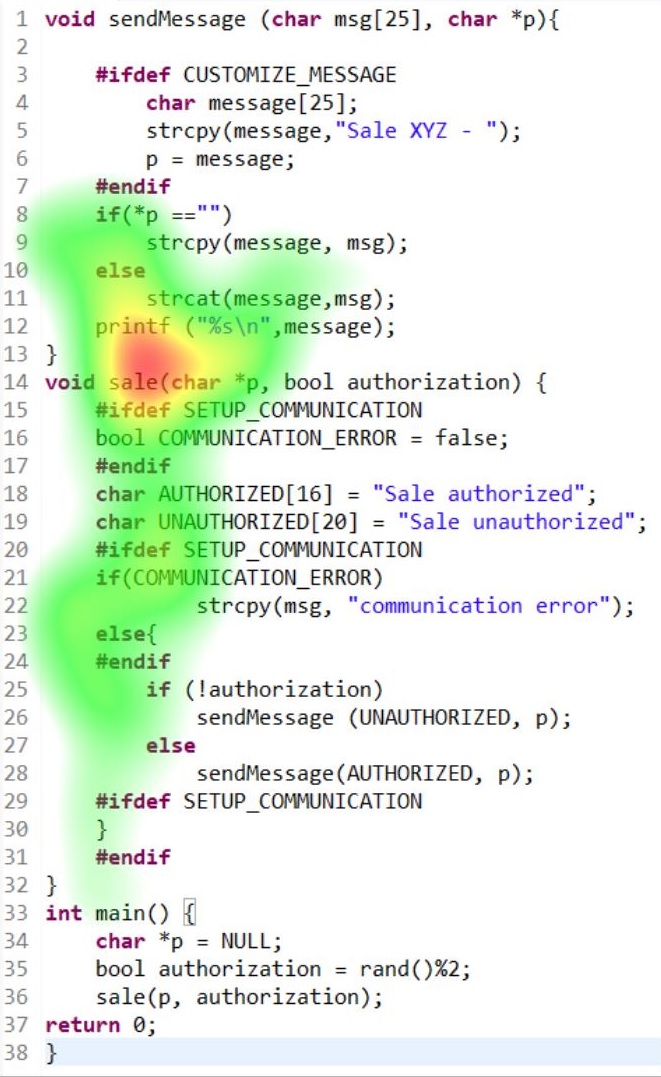 1 void sendMessage (char msg[25], char *p){
2
3 #ifdef CUSTOMIZE_MESSAGE
4 char message[25];
5 strcpy(message,"Sale XYZ - ");
6 p = message;
7 #endif
8 if(*p =="")
9 strcpy(message, msg);
10 else
11 strcat(message,msg);
12 printf ("%s\n",message);
13 }
14 void sale(char *p, bool authorization) {
15 #ifdef SETUP_COMMUNICATION
16 bool COMMUNICATION_ERROR = false;
17 #endif
18 char AUTHORIZED[16] = "Sale authorized";
19 char UNAUTHORIZED[20] = "Sale unauthorized";
20 #ifdef SETUP_COMMUNICATION
21 if(COMMUNICATION_ERROR)
22 strcpy(msg, "communication error");
23 else{
24 #endif
25 if (!authorization)
26 sendMessage (UNAUTHORIZED, p);
27 else
28 sendMessage(AUTHORIZED, p);
29 #ifdef SETUP_COMMUNICATION
30 }
31 #endif
32 }
33 int main() {
34 char *p = NULL;
35 bool authorization = rand()%2;
36 sale(p, authorization);
37 return 0;
38 }